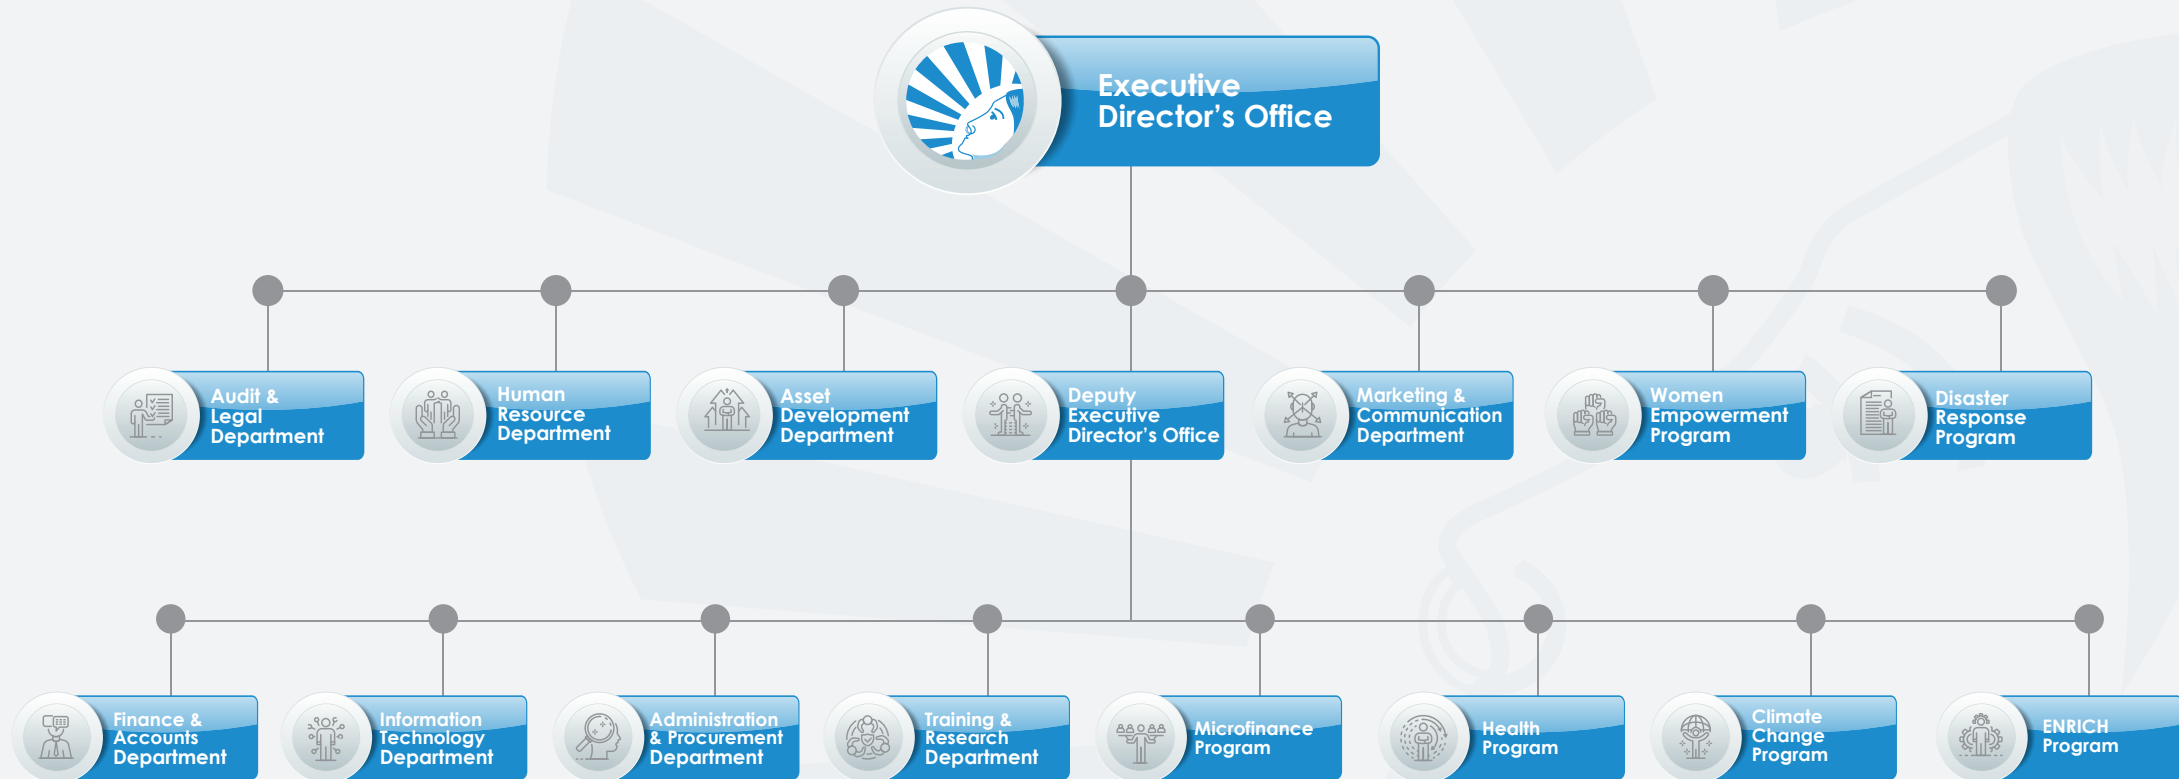 Executive
Director’s Office
Audit &
Legal
Department
Human
Resource
Department
Asset
Development
Department
Deputy
Executive
Director’s Office
Marketing &
Communication
Department
Women
Empowerment
Program
Disaster
Response
Program
Finance &
Accounts
Department
Information
Technology
Department
Administration
& Procurement
Department
Training &
Research
Department
Microfinance
Program
Health
Program
Climate
Change
Program
ENRICH
Program